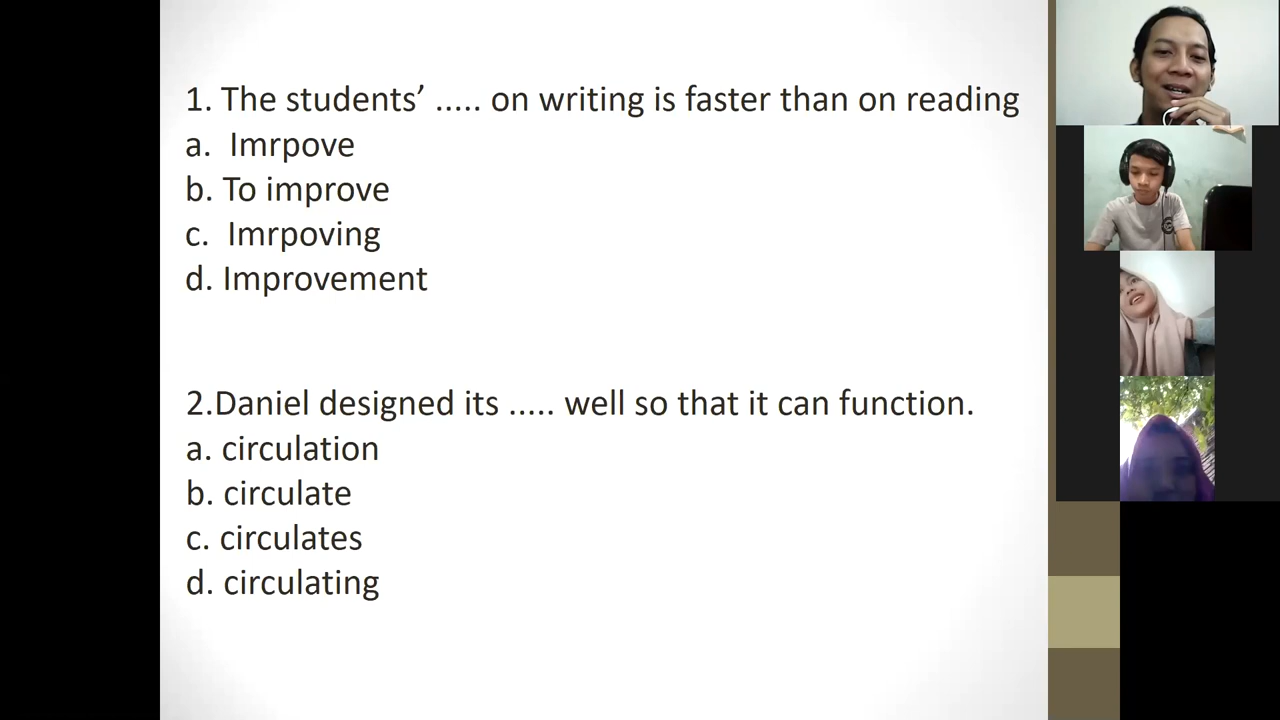 1. The students’ ..... on writing is faster than on reading
a. Imrpove
b. To improve
c. Imrpoving
d. Improvement
2.Daniel designed its ..... well so that it can function.
a. circulation
b. circulate
c. circulates
d. circulating